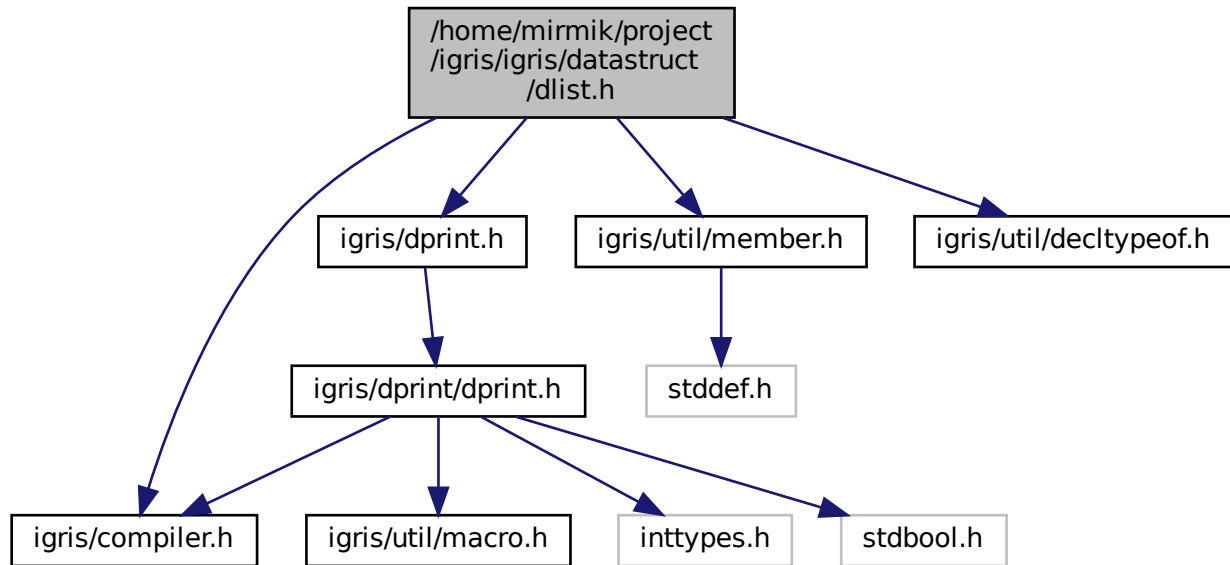 /home/mirmik/project
/igris/igris/datastruct
/dlist.h
igris/dprint.h
igris/util/member.h
igris/util/decltypeof.h
igris/dprint/dprint.h
stddef.h
igris/compiler.h
igris/util/macro.h
inttypes.h
stdbool.h